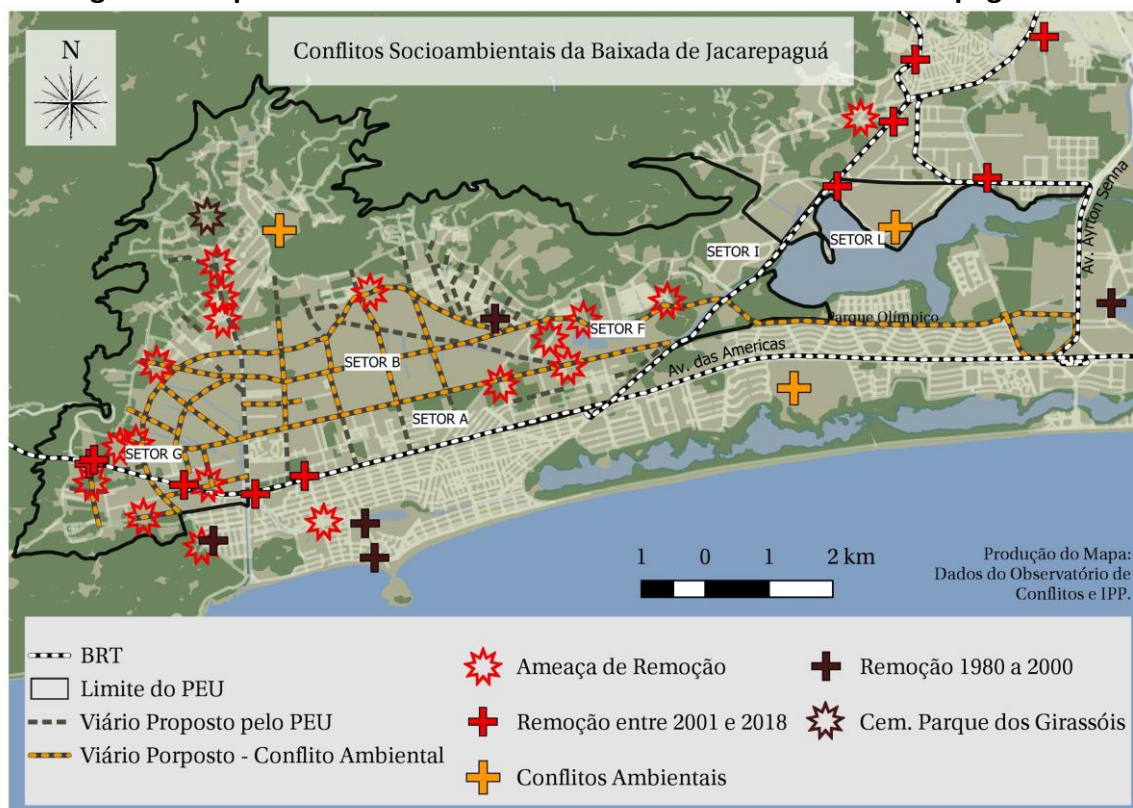 Conflitos Socioambientais da Baixada de Jacarepaguá
N
Av. Ayrton Senna
SETOR I
SETOR L
Parque Olímpico
SETOR F
SETOR B
Av. das Americas
SETOR A
SETOR G
1 0 1 2 km
Produção do Mapa:
Dados do Observatório de
Conflitos e IPP.
BRT
Limite do PEU
Viário Proposto pelo PEU
Viário Porposto - Conflito Ambiental
Ameaça de Remoção
Remoção entre 2001 e 2018
Conflitos Ambientais
Remoção 1980 a 2000
Cem. Parque dos Girassóis